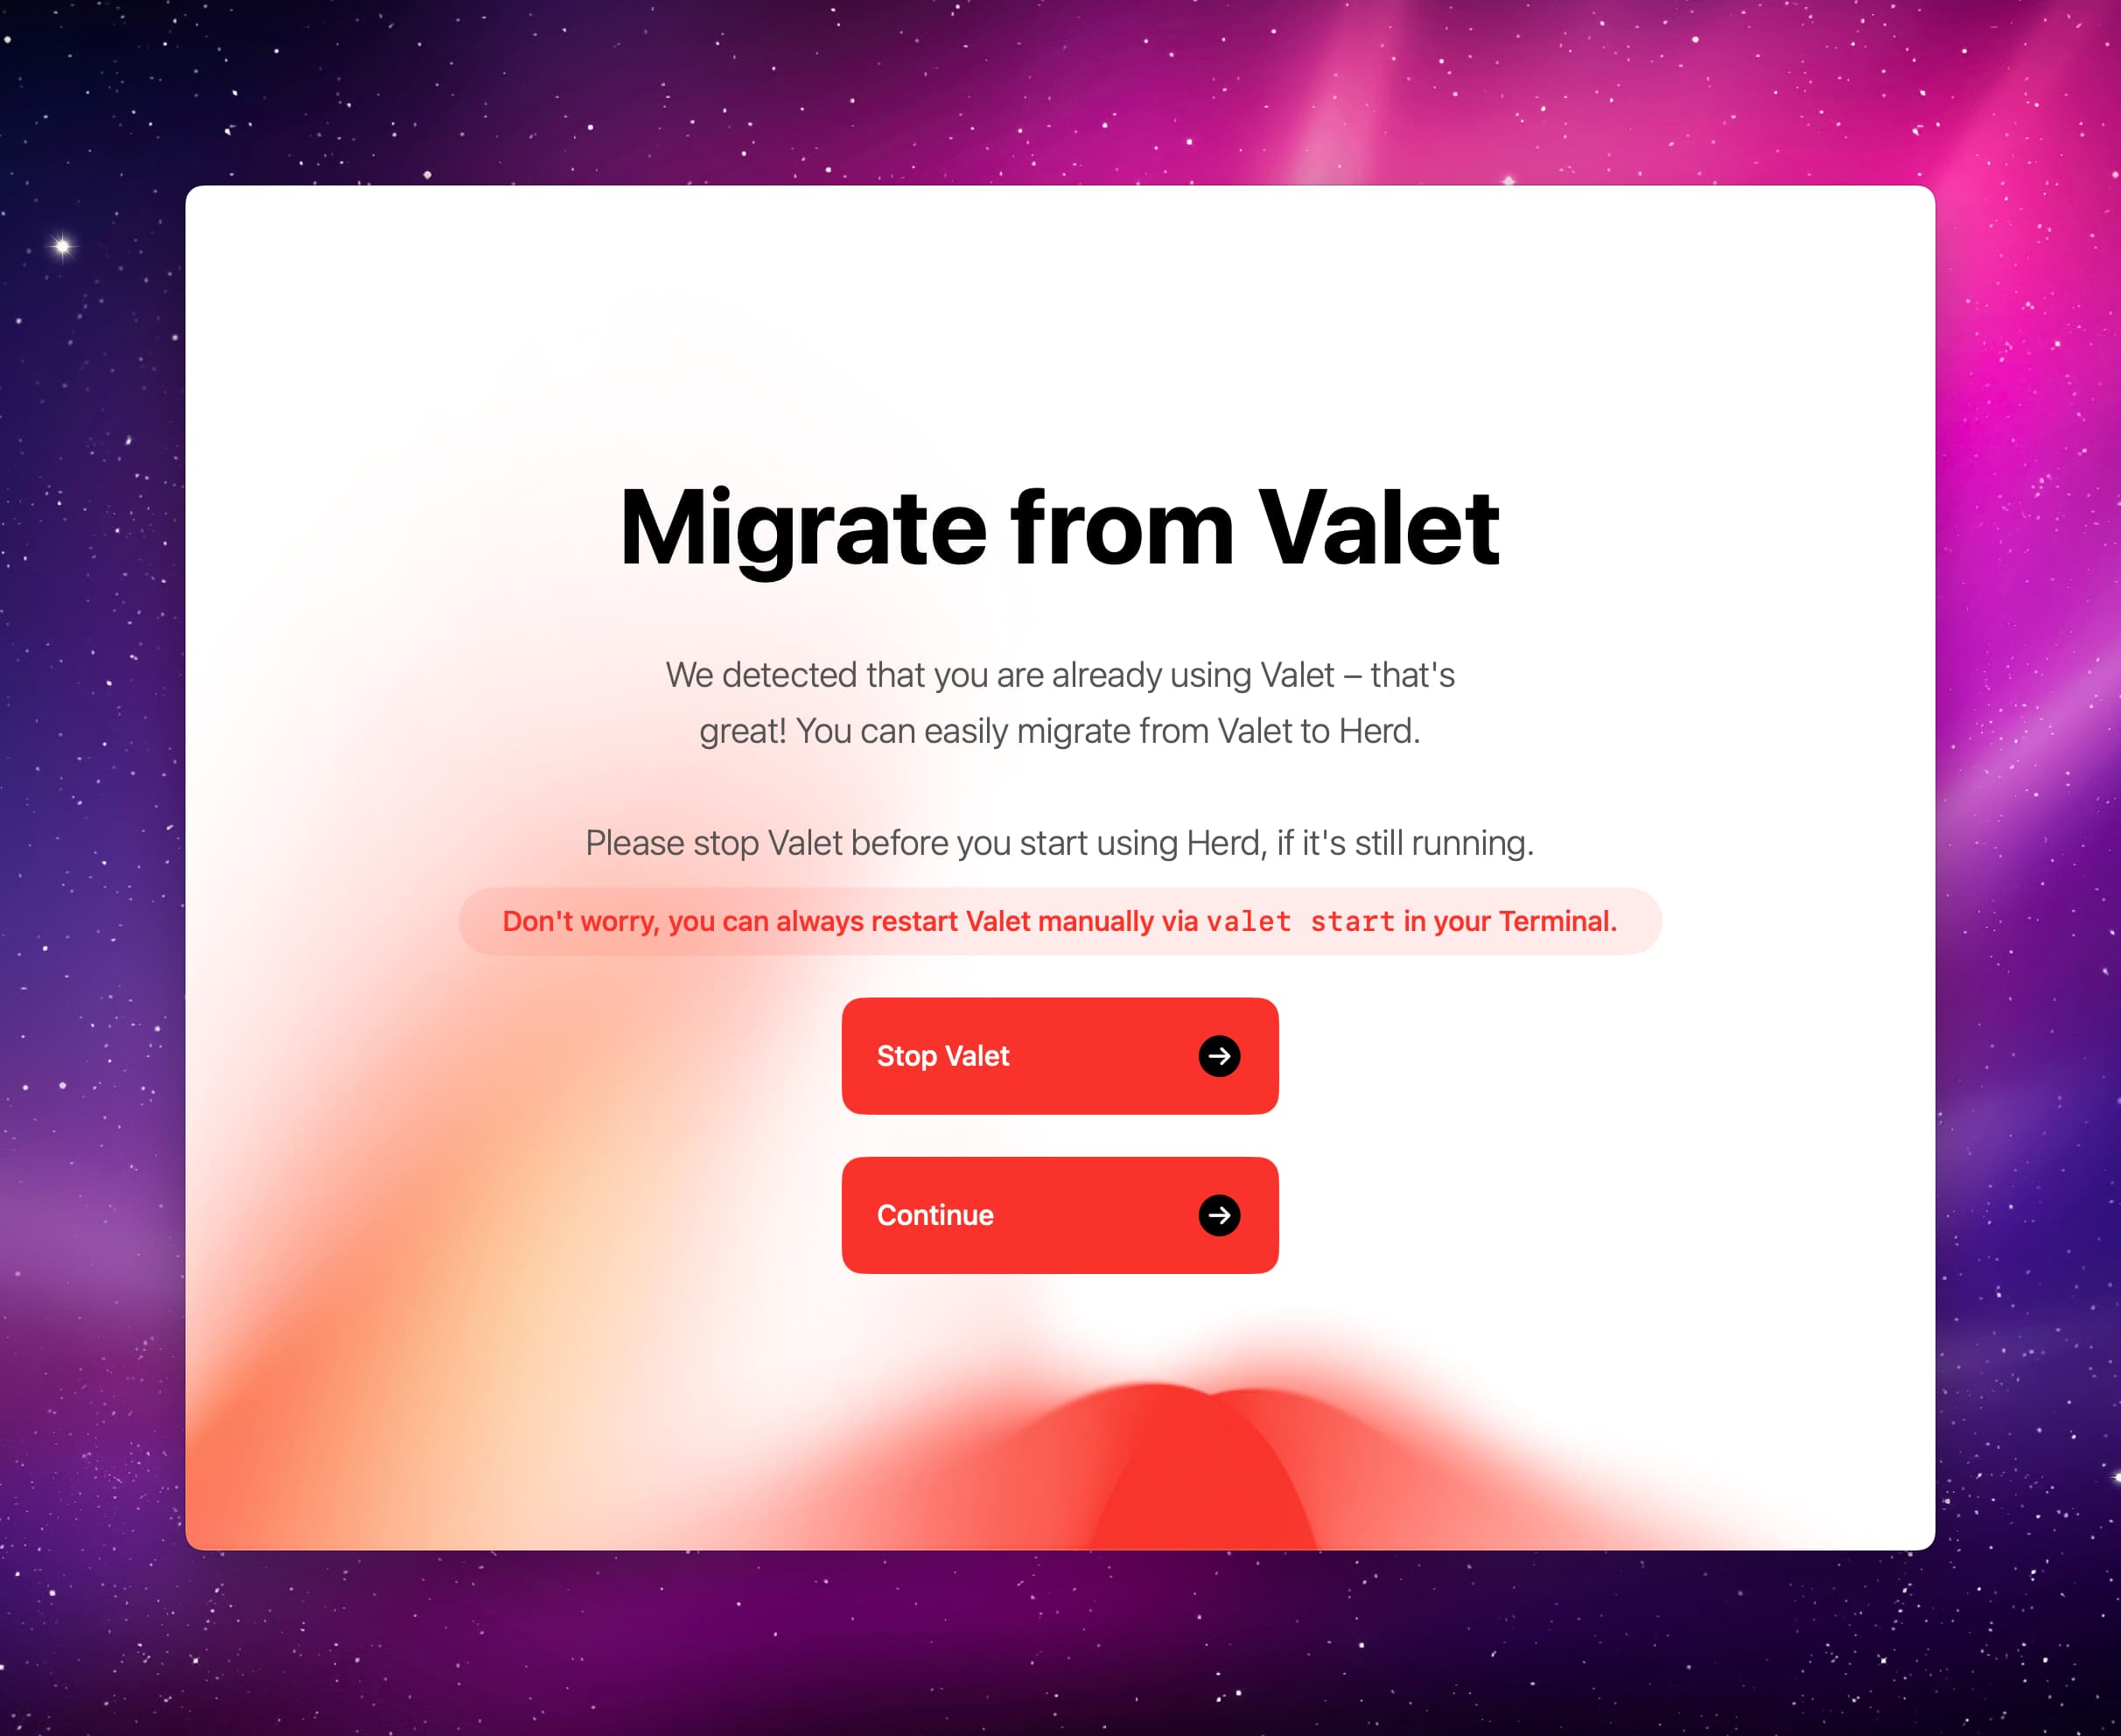 Migrate from Valet
We detected that you are already using Valet – that's
great! You can easily migrate from Valet to Herd.
Please stop Valet before you start using Herd, if it's still running.
Don't worry, you can always restart Valet manually via valet start in your Terminal.
Stop Valet
Continue